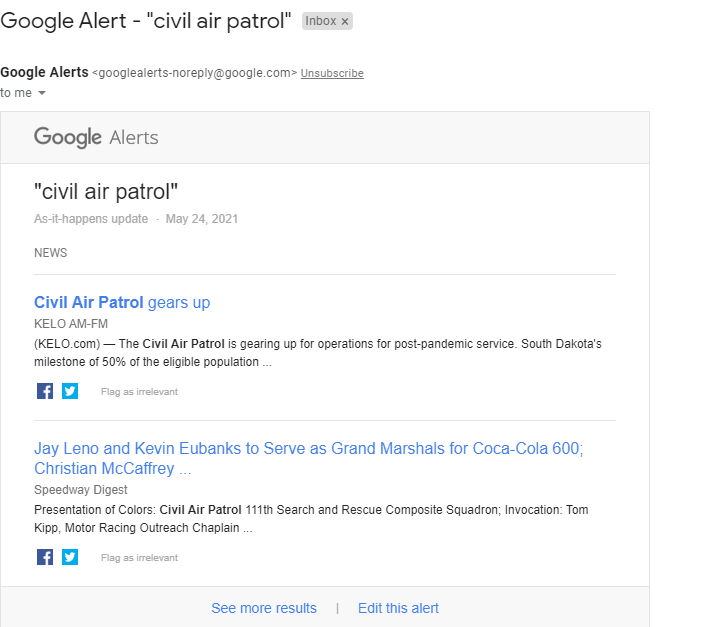 Google Alert - "civil air patrol" Inbox ×
Google Alerts <googlealerts-noreply@google.com> Unsubscribe
to me
Google Alerts
"civil air patrol"
As-it-happens update · May 24, 2021
NEWS
Civil Air Patrol gears up
KELO AM-FM
(KELO.com) — The Civil Air Patrol is gearing up for operations for post-pandemic service. South Dakota's
milestone of 50% of the eligible population ...
Flag as irrelevant
Jay Leno and Kevin Eubanks to Serve as Grand Marshals for Coca-Cola 600;
Christian McCaffrey ...
Speedway Digest
Presentation of Colors: Civil Air Patrol 111th Search and Rescue Composite Squadron; Invocation: Tom
Kipp, Motor Racing Outreach Chaplain ...
Flag as irrelevant
See more results | Edit this alert